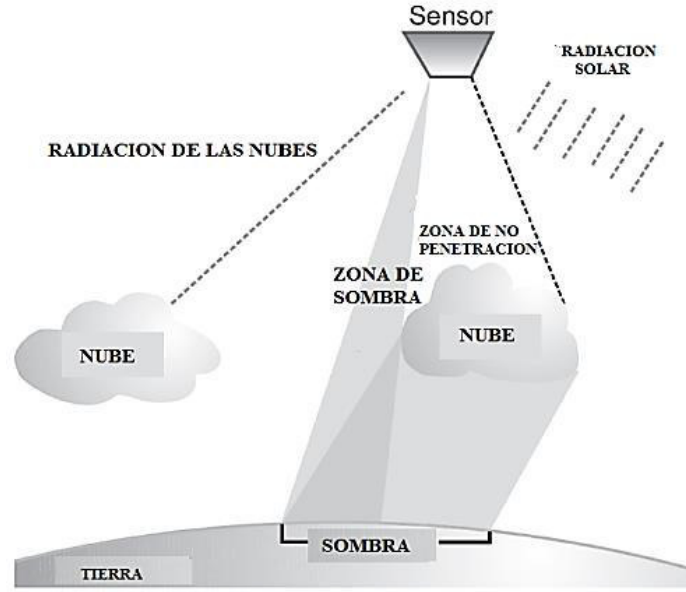 Sensor
RADIACION
SOLAR
RADIACION DE LAS NUBES
ZONA DE NO
PENETRACION
ZONA DE
SOMBRA
NUBE
NUBE
SOMBRA
TIERRA